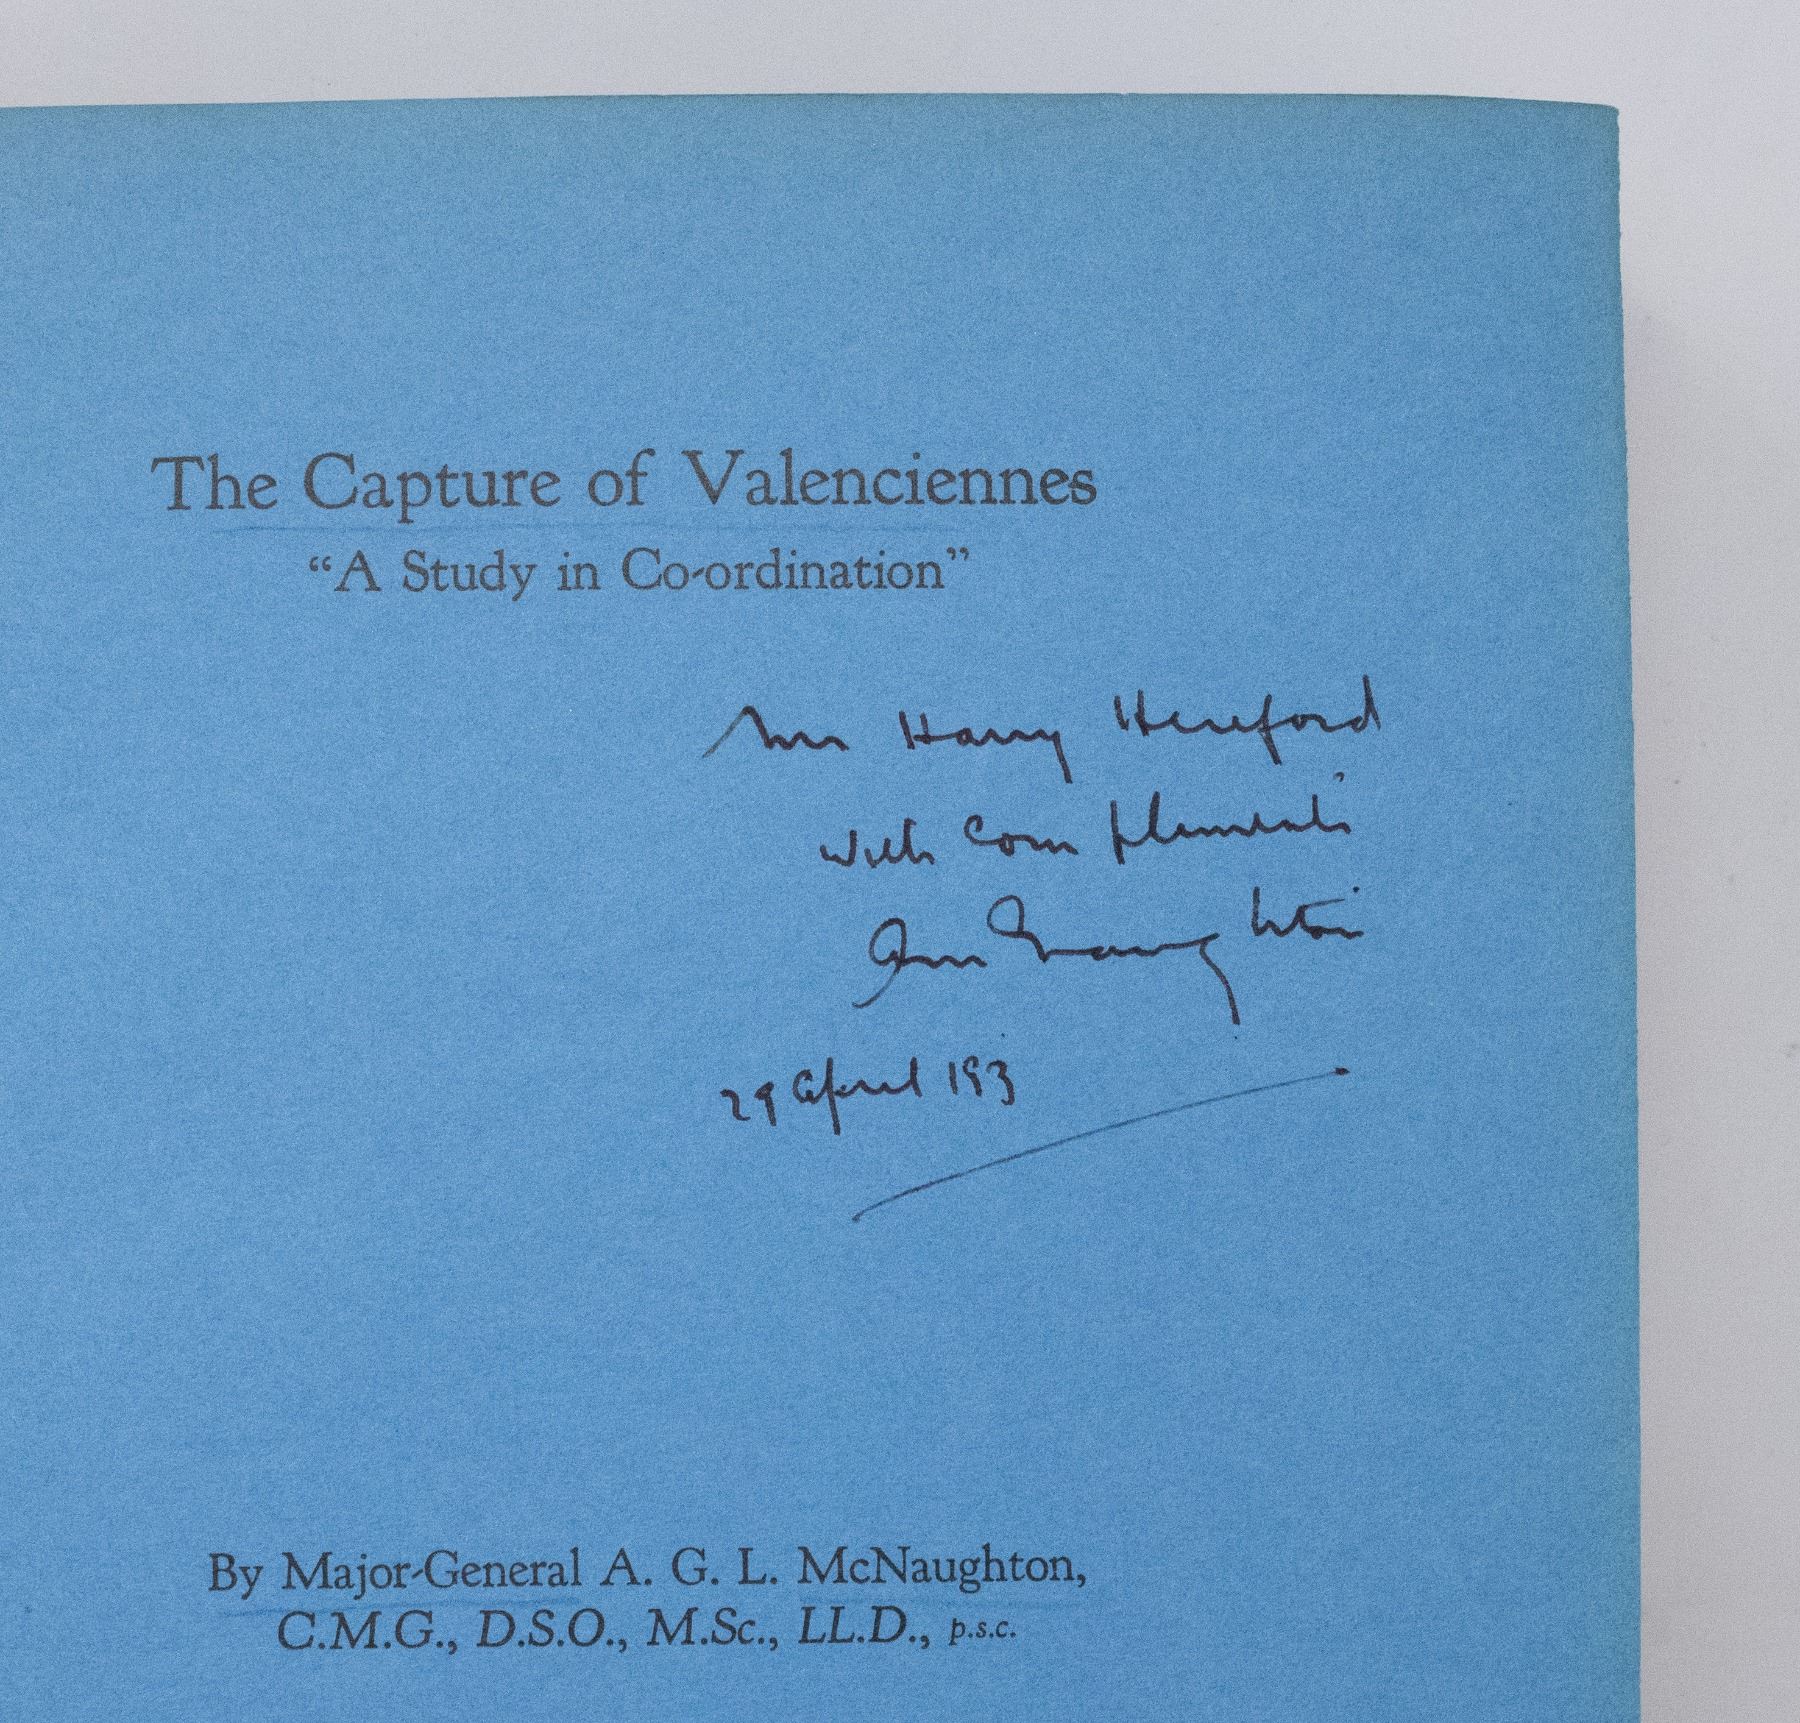 The Capture of Valenciennes
“A Study in Co-ordination”
Mr Harry Hereford
with Compliments
McNaughton
29 April 193
By Major-General A. G. L. McNaughton,
C.M.G., D.S.O., M.Sc., LL.D., p.s.c.